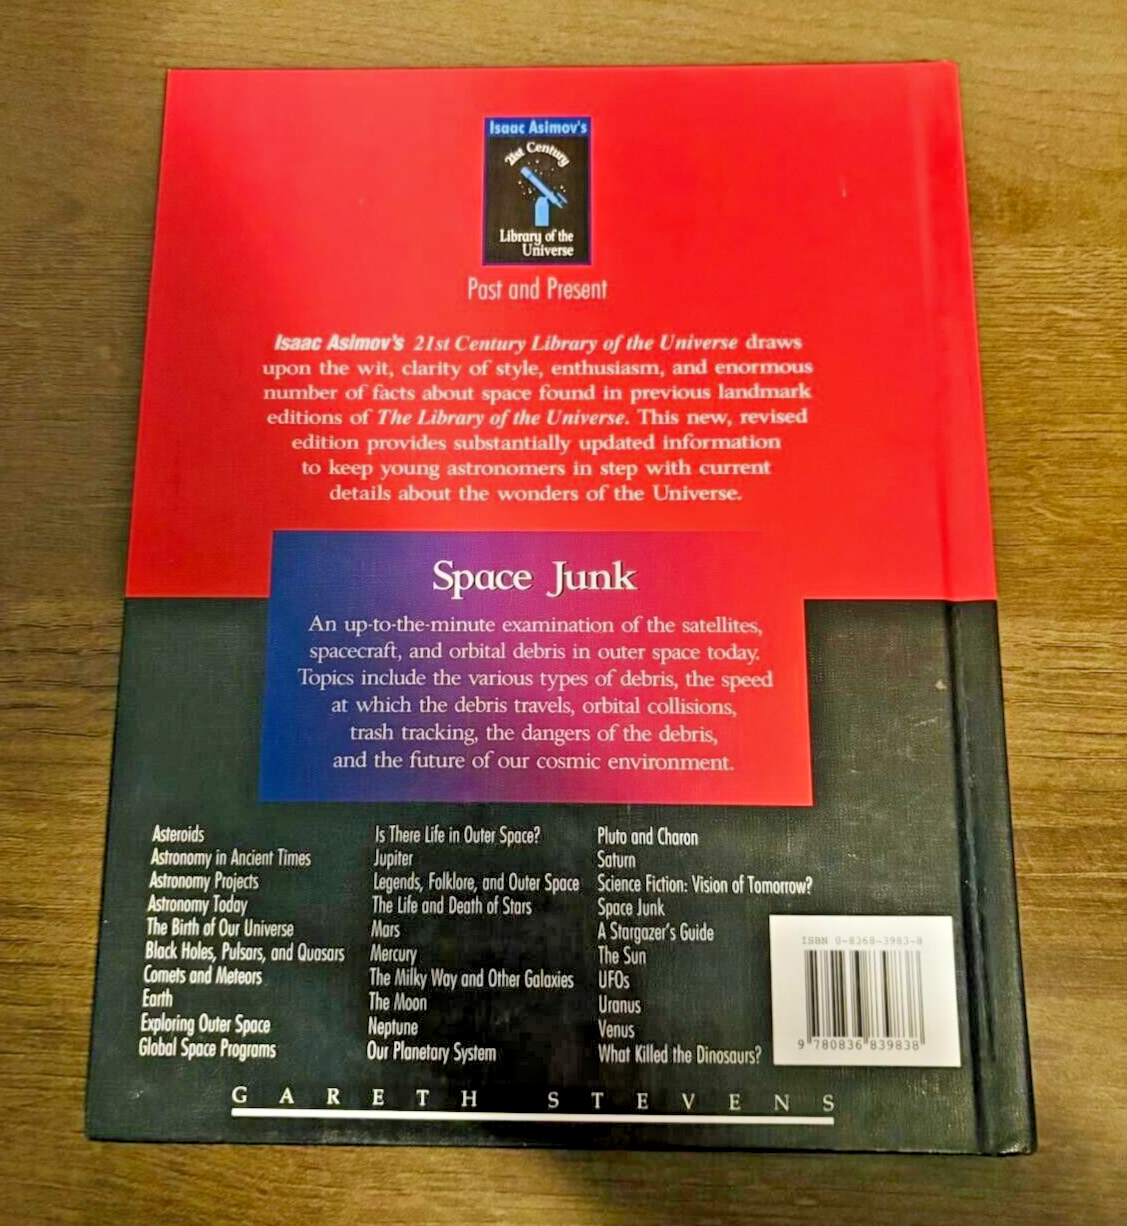 Isaac Asimov's
21st Century
Library of the
Universe
Past and Present
Isaac Asimov's 21st Century Library of the Universe draws
upon the wit, clarity of style, enthusiasm, and enormous
number of facts about space found in previous landmark
editions of The Library of the Universe. This new, revised
edition provides substantially updated information
to keep young astronomers in step with current
details about the wonders of the Universe.
Space Junk
An up-to-the-minute examination of the satellites,
spacecraft, and orbital debris in outer space today.
Topics include the various types of debris, the speed
at which the debris travels, orbital collisions,
trash tracking, the dangers of the debris,
and the future of our cosmic environment.
Asteroids
Astronomy in Ancient Times
Astronomy Projects
Astronomy Today
The Birth of Our Universe
Black Holes, Pulsars, and Quasars
Comets and Meteors
Earth
Exploring Outer Space
Global Space Programs
Is There Life in Outer Space?
Jupiter
Legends, Folklore, and Outer Space
The Life and Death of Stars
Mars
Mercury
The Milky Way and Other Galaxies
The Moon
Neptune
Our Planetary System
Pluto and Charon
Saturn
Science Fiction: Vision of Tomorrow?
Space Junk
A Stargazer's Guide
The Sun
UFOs
Uranus
Venus
What Killed the Dinosaurs?
ISBN 0-8368-3983-8
9 780836 839838
GARETH STEVENS